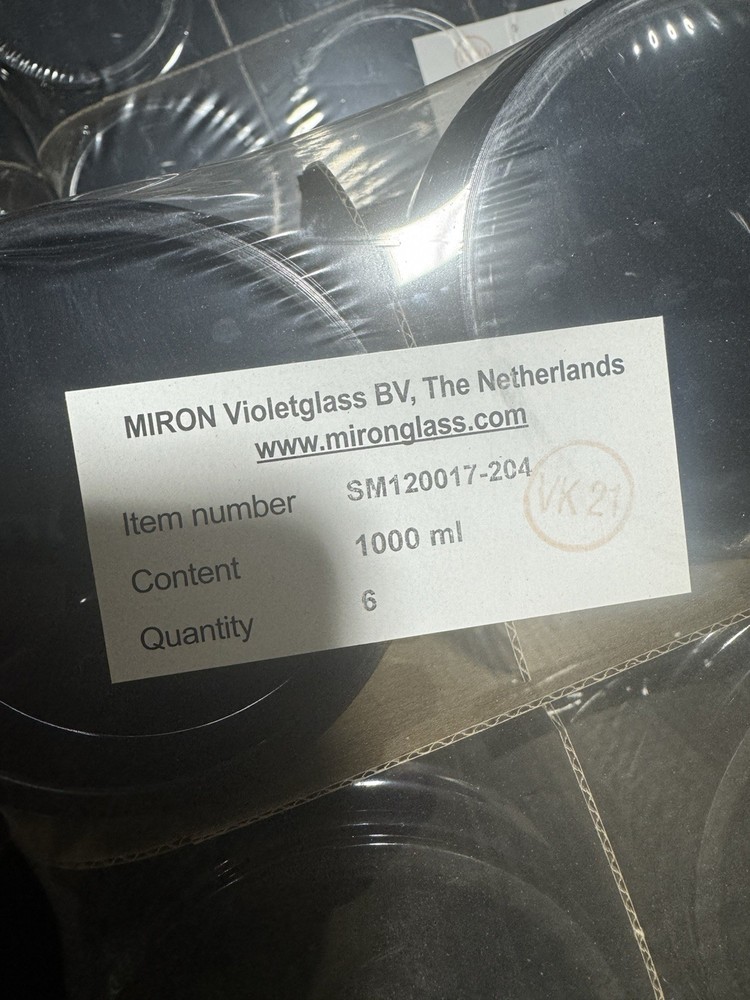 MIRON Violetglass BV, The Netherlands
www.mironglass.com
Item number SM120017-204
Content 1000 ml
Quantity 6
VK 21